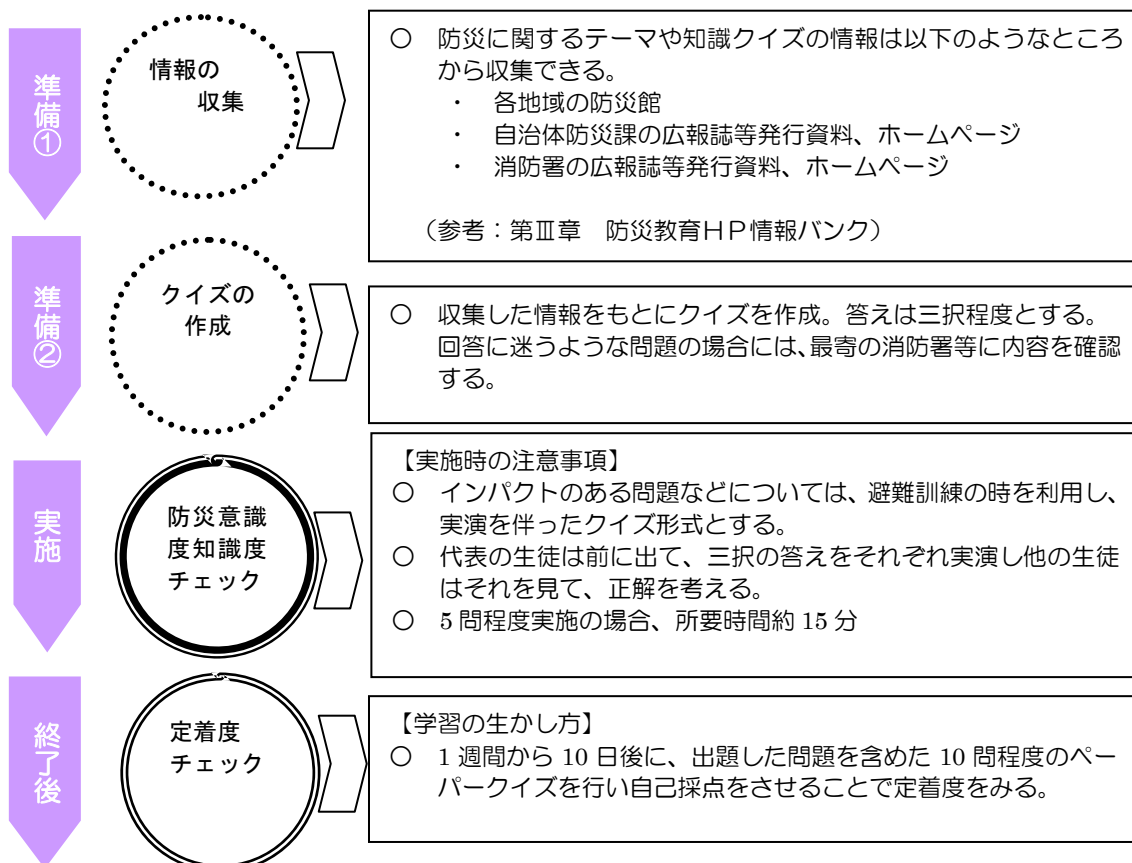 準備①
情報の
収集
○ 防災に関するテーマや知識クイズの情報は以下のようなところ
から収集できる。
・ 各地域の防災館
・ 自治体防災課の広報誌等発行資料、ホームページ
・ 消防署の広報誌等発行資料、ホームページ
（参考：第Ⅲ章 防災教育ＨＰ情報バンク）
準備②
クイズの
作成
○ 収集した情報をもとにクイズを作成。答えは三択程度とする。
回答に迷うような問題の場合には、最寄の消防署等に内容を確認
する。
実施
防災意識
度知識度
チェック
【実施時の注意事項】
○ インパクトのある問題などについては、避難訓練の時を利用し、
実演を伴ったクイズ形式とする。
○ 代表の生徒は前に出て、三択の答えをそれぞれ実演し他の生徒
はそれを見て、正解を考える。
○ 5 問程度実施の場合、所要時間約 15 分
終了後
定着度
チェック
【学習の生かし方】
○ 1 週間から 10 日後に、出題した問題を含めた 10 問程度のペー
パークイズを行い自己採点をさせることで定着度をみる。